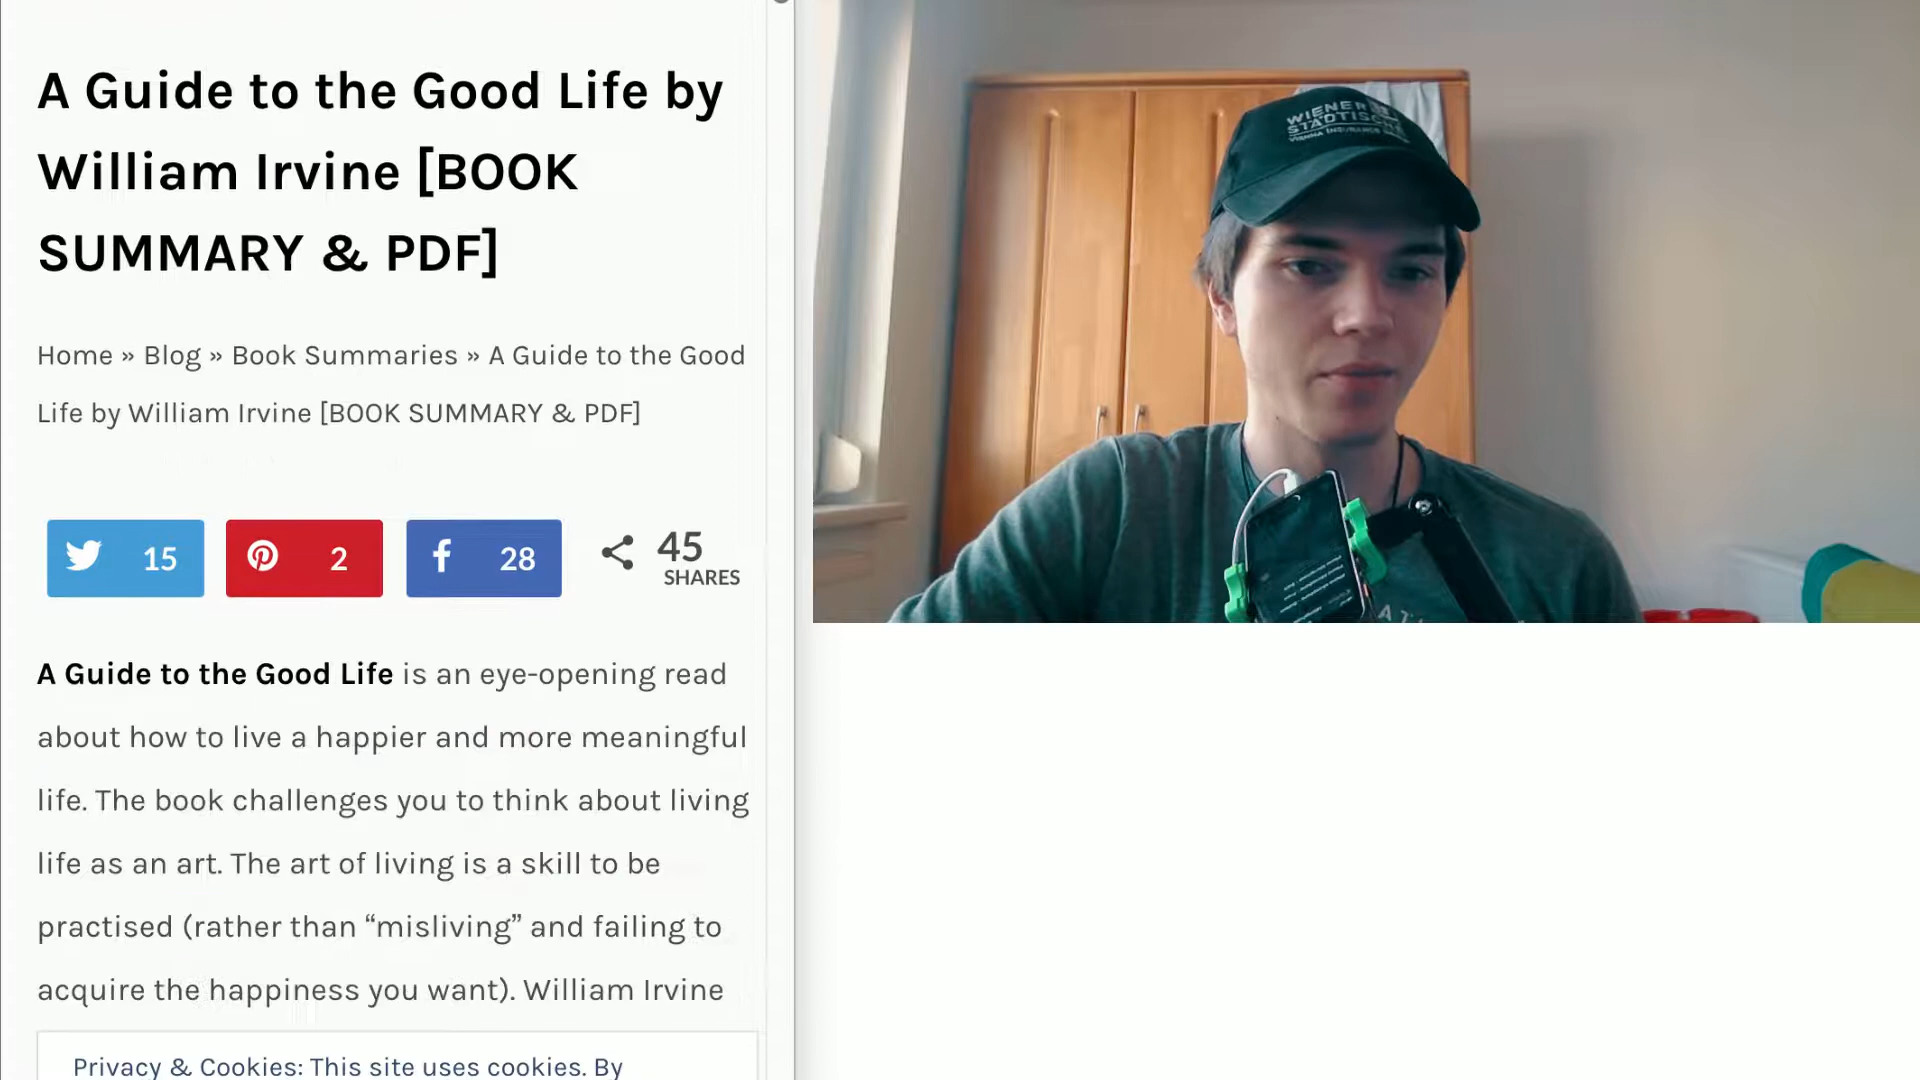 A Guide to the Good Life by
William Irvine [BOOK
SUMMARY & PDF]
Home » Blog » Book Summaries » A Guide to the Good
Life by William Irvine [BOOK SUMMARY & PDF]
15
2
28
45
SHARES
A Guide to the Good Life is an eye-opening read
about how to live a happier and more meaningful
life. The book challenges you to think about living
life as an art. The art of living is a skill to be
practised (rather than “misliving” and failing to
acquire the happiness you want). William Irvine
Privacy & Cookies: This site uses cookies. By
WIENER
STÄDTISCHE
VIENNA INSURANCE